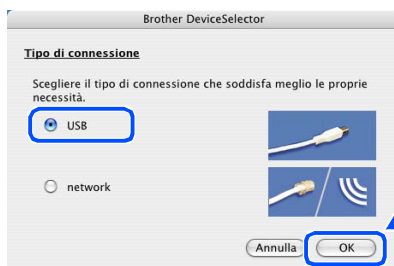 Brother DeviceSelector
Tipo di connessione
Scegliere il tipo di connessione che soddisfa meglio le proprie
necessità.
USB
network
Annulla OK